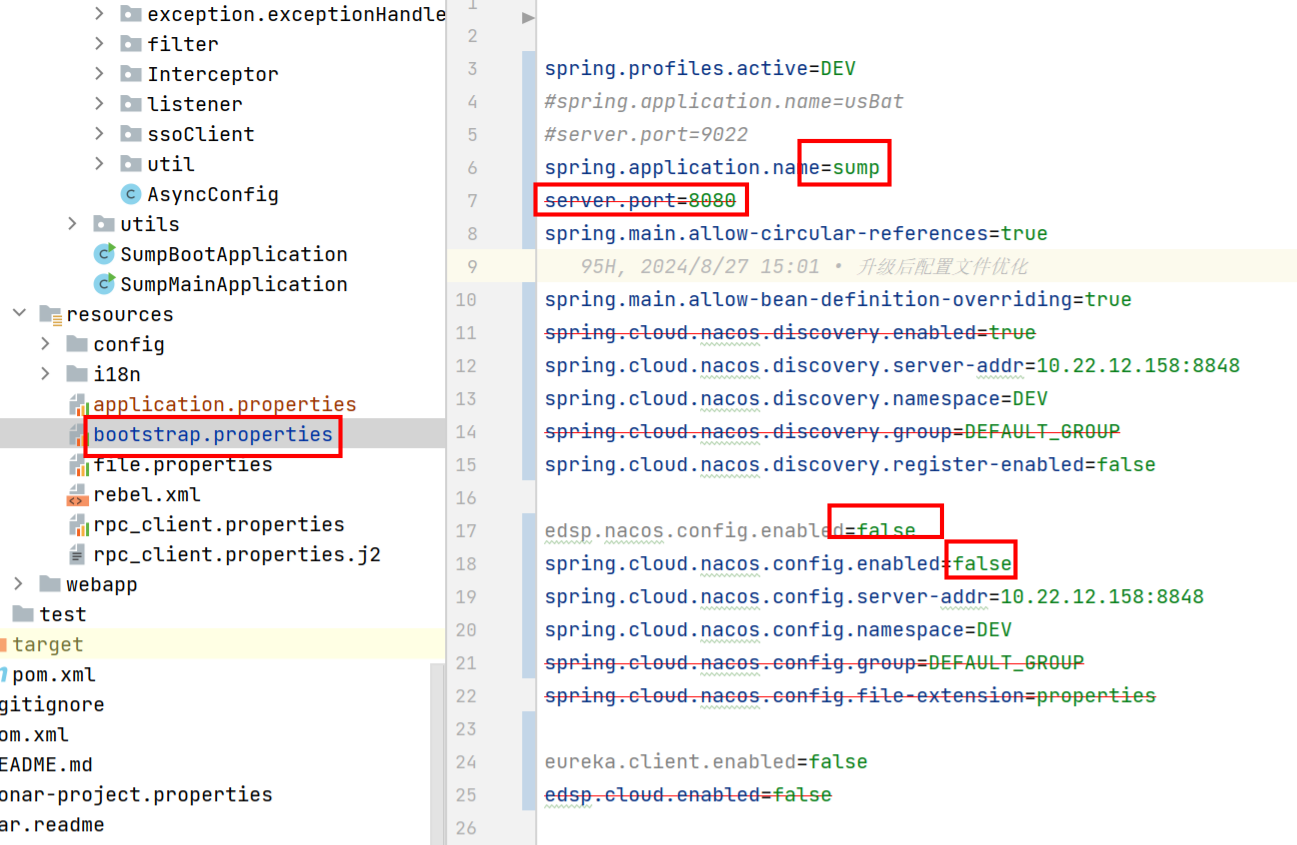 exception.exceptionHandle
filter
Interceptor
listener
ssoClient
util
AsyncConfig
utils
SumpBootApplication
SumpMainApplication
resources
config
i18n
application.properties
bootstrap.properties
file.properties
rebel.xml
rpc_client.properties
rpc_client.properties.j2
webapp
test
target
pom.xml
gitignore
om.xml
EADME.md
onar-project.properties
ar.readme
1
2
3 spring.profiles.active=DEV
4 #spring.application.name=usBat
5 #server.port=9022
6 spring.application.name=sump
7 server.port=8080
8 spring.main.allow-circular-references=true
9 95H, 2024/8/27 15:01 • 升级后配置文件优化
10 spring.main.allow-bean-definition-overriding=true
11 spring.cloud.nacos.discovery.enabled=true
12 spring.cloud.nacos.discovery.server-addr=10.22.12.158:8848
13 spring.cloud.nacos.discovery.namespace=DEV
14 spring.cloud.nacos.discovery.group=DEFAULT_GROUP
15 spring.cloud.nacos.discovery.register-enabled=false
16
17 edsp.nacos.config.enabled=false
18 spring.cloud.nacos.config.enabled=false
19 spring.cloud.nacos.config.server-addr=10.22.12.158:8848
20 spring.cloud.nacos.config.namespace=DEV
21 spring.cloud.nacos.config.group=DEFAULT_GROUP
22 spring.cloud.nacos.config.file-extension=properties
23
24 eureka.client.enabled=false
25 edsp.cloud.enabled=false
26